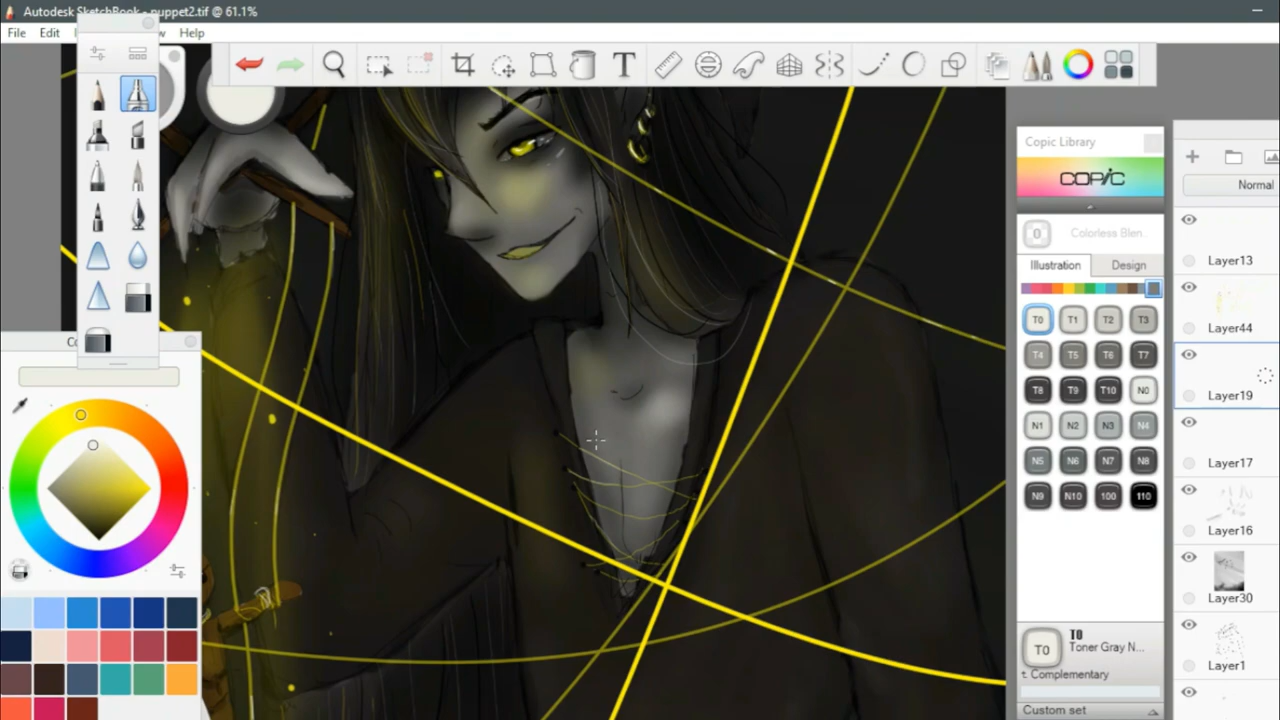 Autodesk SketchBook - puppet2.tif @ 61.1%
File Edit w Help
T
Copic Library
COPIC
0 Colorless Blen..
Illustration Design
T0 T1 T2 T3
T4 T5 T6 T7
T8 T9 T10 N0
N1 N2 N3 N4
N5 N6 N7 N8
N9 N10 100 110
T0
T0 Toner Gray N...
t. Complementary
Custom set
Normal
Layer13
Layer44
Layer19
Layer17
Layer16
Layer30
Layer1
Co